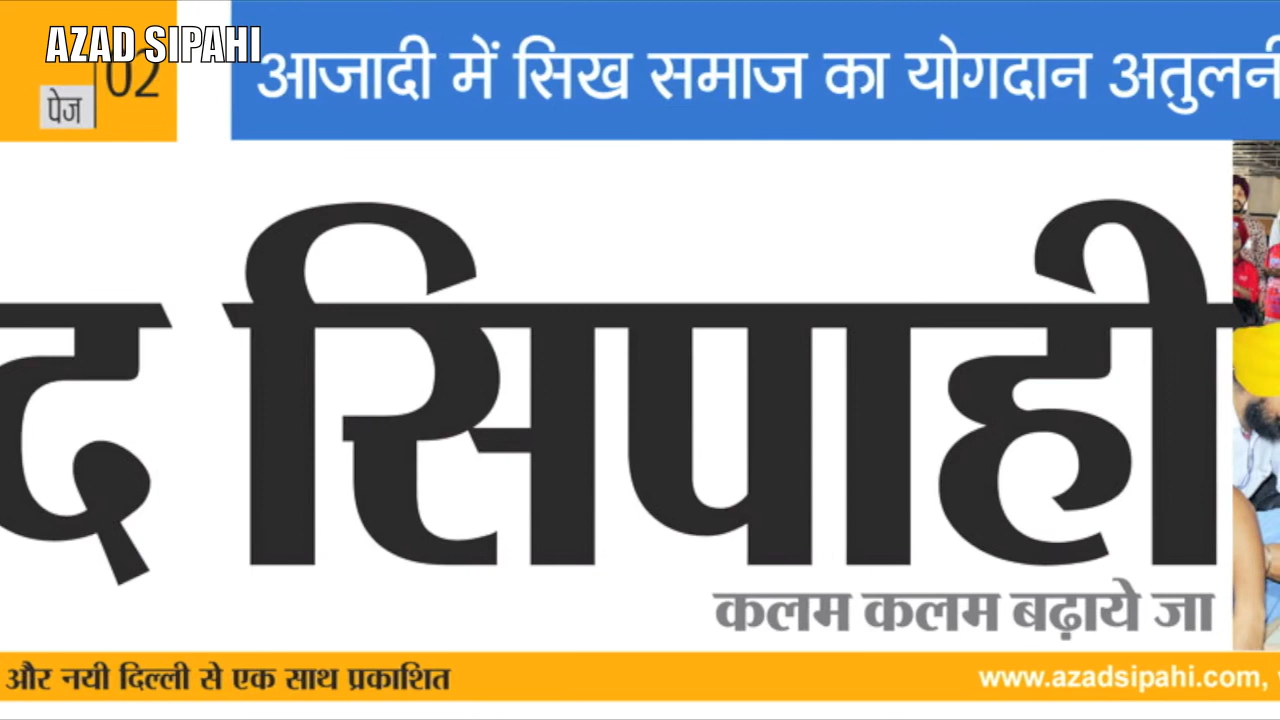 AZAD SIPAHI
पेज 02
आजादी में सिख समाज का योगदान
द सिपाही
कलम कलम बढ़ाये जा
और नयी दिल्ली से एक साथ प्रकाशित
www.azadsipahi.com,